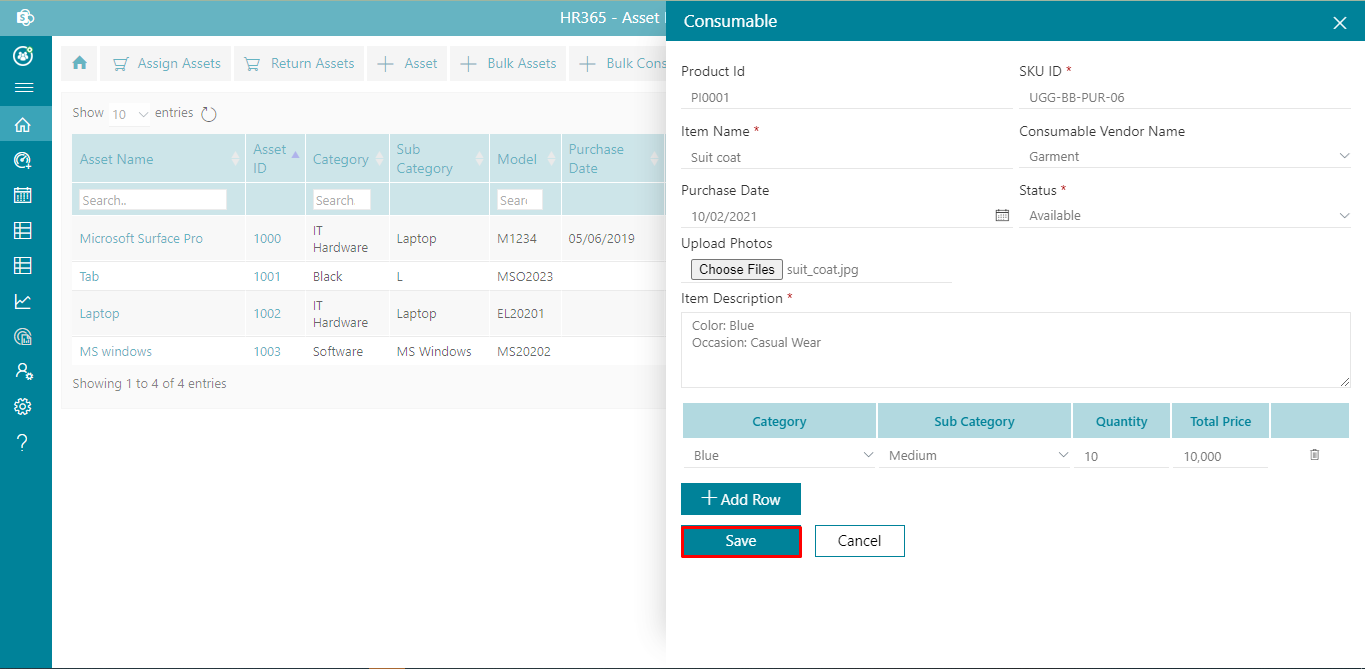 HR365 - Asset
Consumable
Assign Assets
Return Assets
Asset
Bulk Assets
Bulk Cons
Show 10 entries
Asset Name
Asset ID
Category
Sub Category
Model
Purchase Date
Search..
Search
Sear
Microsoft Surface Pro 1000 IT Hardware Laptop M1234 05/06/2019
Tab 1001 Black L MSO2023
Laptop 1002 IT Hardware Laptop EL20201
MS windows 1003 Software MS Windows MS20202
Showing 1 to 4 of 4 entries
Product Id
PI0001
SKU ID *
UGG-BB-PUR-06
Item Name *
Suit coat
Consumable Vendor Name
Garment
Purchase Date
10/02/2021
Status *
Available
Upload Photos
Choose Files suit_coat.jpg
Item Description *
Color: Blue
Occasion: Casual Wear
Category Sub Category Quantity Total Price
Blue Medium 10 10,000
Add Row
Save
Cancel